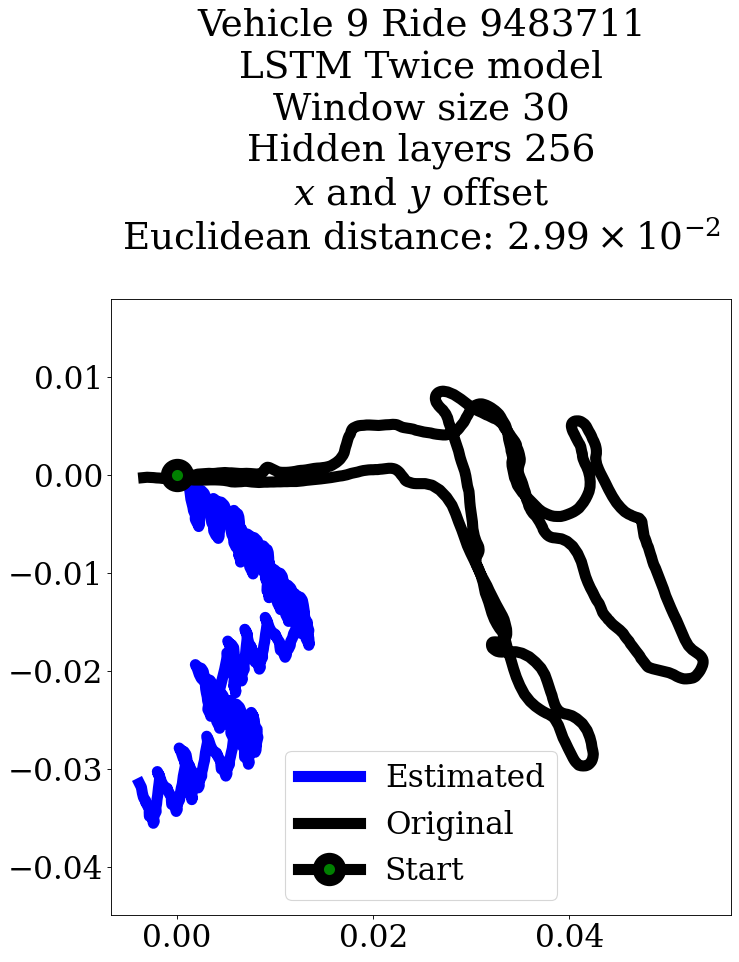 Vehicle 9 Ride 9483711
LSTM Twice model
Window size 30
Hidden layers 256
x and y offset
Euclidean distance: 2.99 × 10⁻²
0.01
0.00
−0.01
−0.02
−0.03
−0.04
Estimated
Original
Start
0.00 0.02 0.04